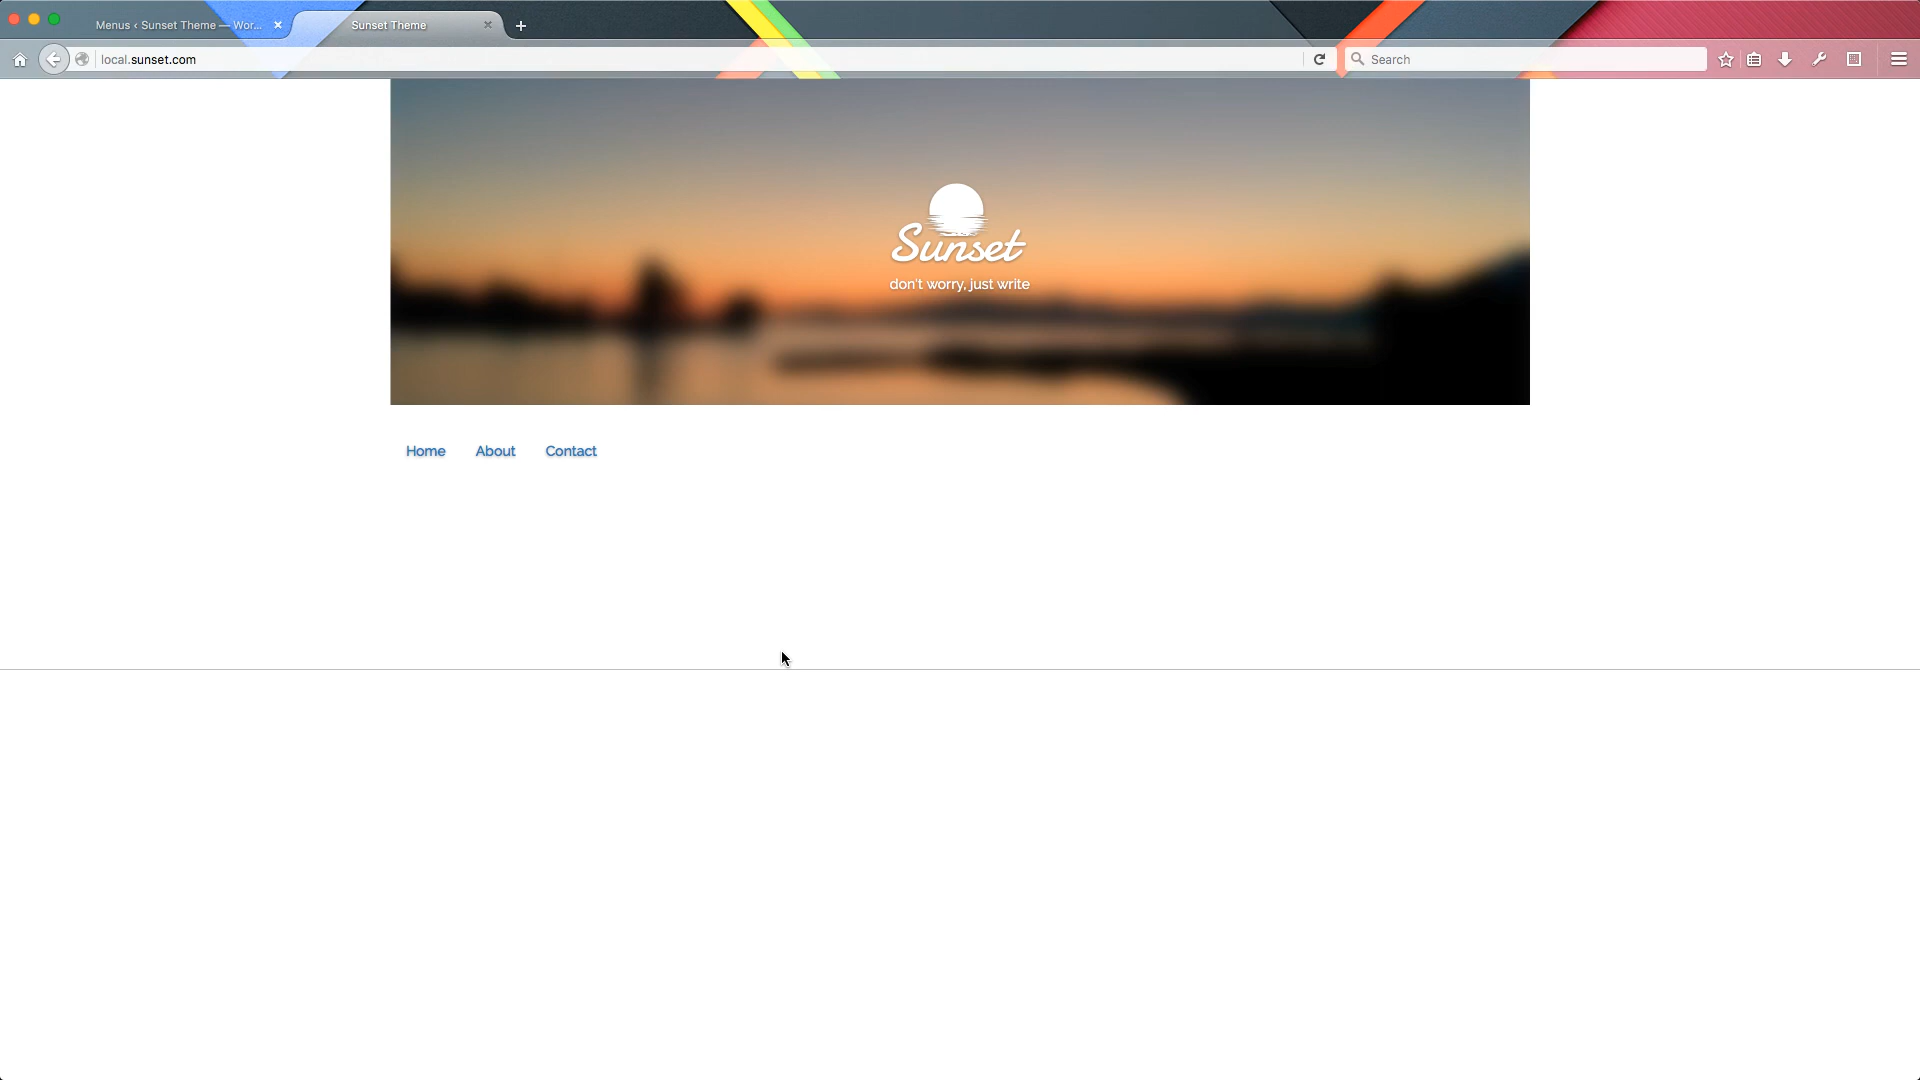 Menus ‹ Sunset Theme — Wor...
Sunset Theme
local.sunset.com
Search
Sunset
don't worry, just write
Home About Contact